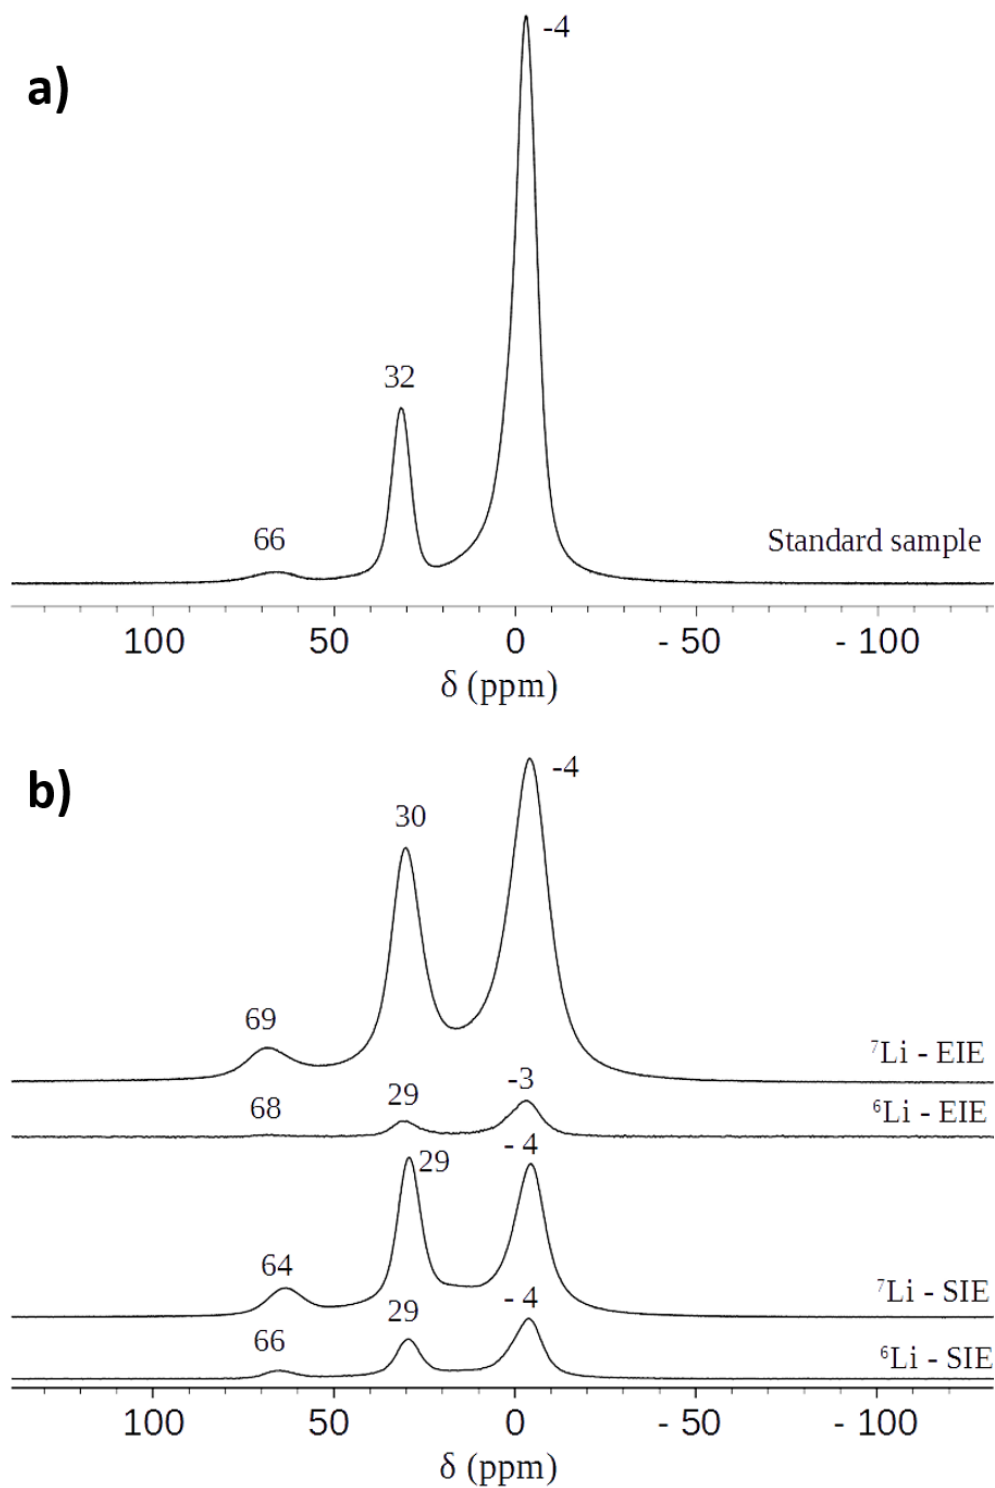 a)
-4
32
66
Standard sample
100 50 0 - 50 - 100
δ (ppm)
b)
-4
30
69
⁷Li - EIE
68 29 -3
⁶Li - EIE
64 29 - 4
⁷Li - SIE
66 29 - 4
⁶Li - SIE
100 50 0 - 50 - 100
δ (ppm)